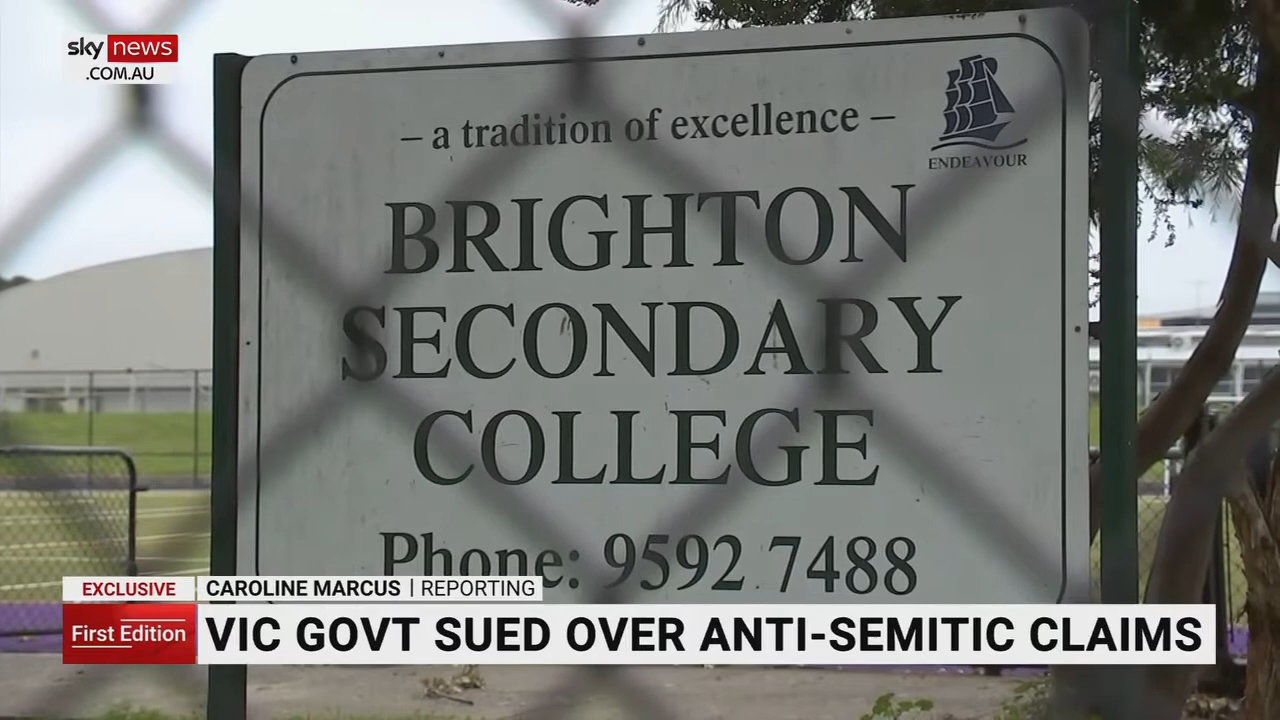 sky news
.COM.AU
– a tradition of excellence –
ENDEAVOUR
BRIGHTON
SECONDARY
COLLEGE
Phone: 9592 7488
EXCLUSIVE
CAROLINE MARCUS | REPORTING
First Edition
VIC GOVT SUED OVER ANTI-SEMITIC CLAIMS